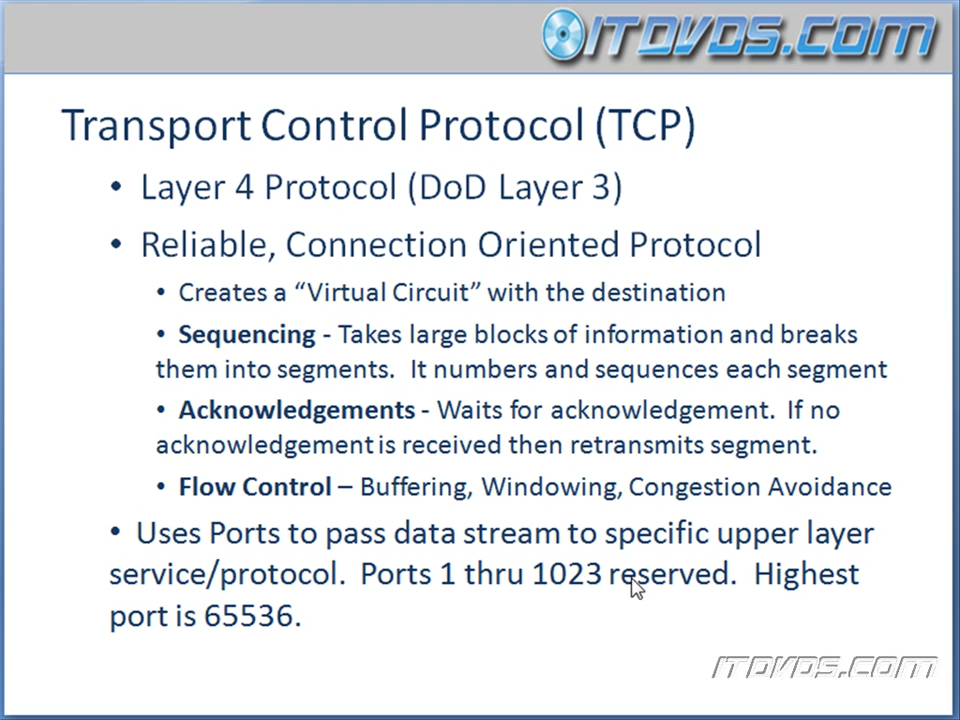 ITDVDS.COM
Transport Control Protocol (TCP)
• Layer 4 Protocol (DoD Layer 3)
• Reliable, Connection Oriented Protocol
• Creates a “Virtual Circuit” with the destination
• Sequencing - Takes large blocks of information and breaks
them into segments. It numbers and sequences each segment
• Acknowledgements - Waits for acknowledgement. If no
acknowledgement is received then retransmits segment.
• Flow Control – Buffering, Windowing, Congestion Avoidance
• Uses Ports to pass data stream to specific upper layer
service/protocol. Ports 1 thru 1023 reserved. Highest
port is 65536.
ITDVDS.COM